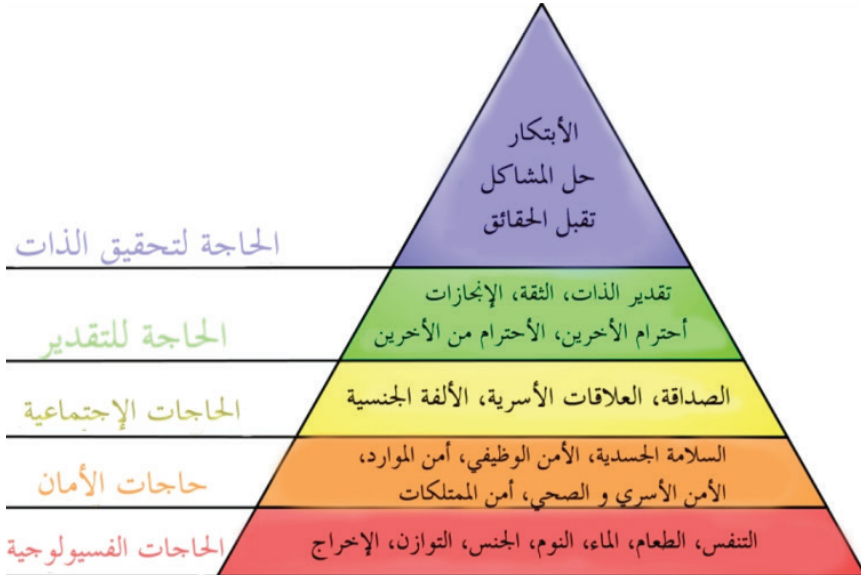 الأبتكار
حل المشاكل
تقبل الحقائق
الحاجة لتحقيق الذات
تقدير الذات، الثقة، الإنجازات
أحترام الأخرين، الأحترام من الأخرين
الحاجة للتقدير
الصداقة، العلاقات الأسرية، الألفة الجنسية
الحاجات الإجتماعية
السلامة الجسدية، الأمن الوظيفي، أمن الموارد،
الأمن الأسري و الصحي، أمن الممتلكات
حاجات الأمان
التنفس، الطعام، الماء، النوم، الجنس، التوازن، الإخراج
الحاجات الفسيولوجية